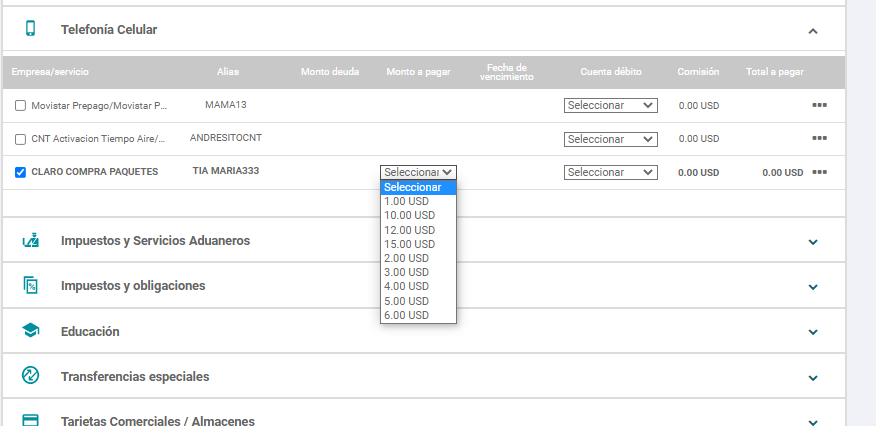 Telefonía Celular
Empresa/servicio Alias Monto deuda Monto a pagar Fecha de vencimiento Cuenta débito Comisión Total a pagar
Movistar Prepago/Movistar P... MAMA13 Seleccionar 0.00 USD
CNT Activacion Tiempo Aire/... ANDRESITOCNT Seleccionar 0.00 USD
CLARO COMPRA PAQUETES TIA MARIA333 Seleccionar Seleccionar 0.00 USD 0.00 USD
Seleccionar
1.00 USD
10.00 USD
12.00 USD
15.00 USD
2.00 USD
3.00 USD
4.00 USD
5.00 USD
6.00 USD
Impuestos y Servicios Aduaneros
Impuestos y obligaciones
Educación
Transferencias especiales
Tarjetas Comerciales / Almacenes